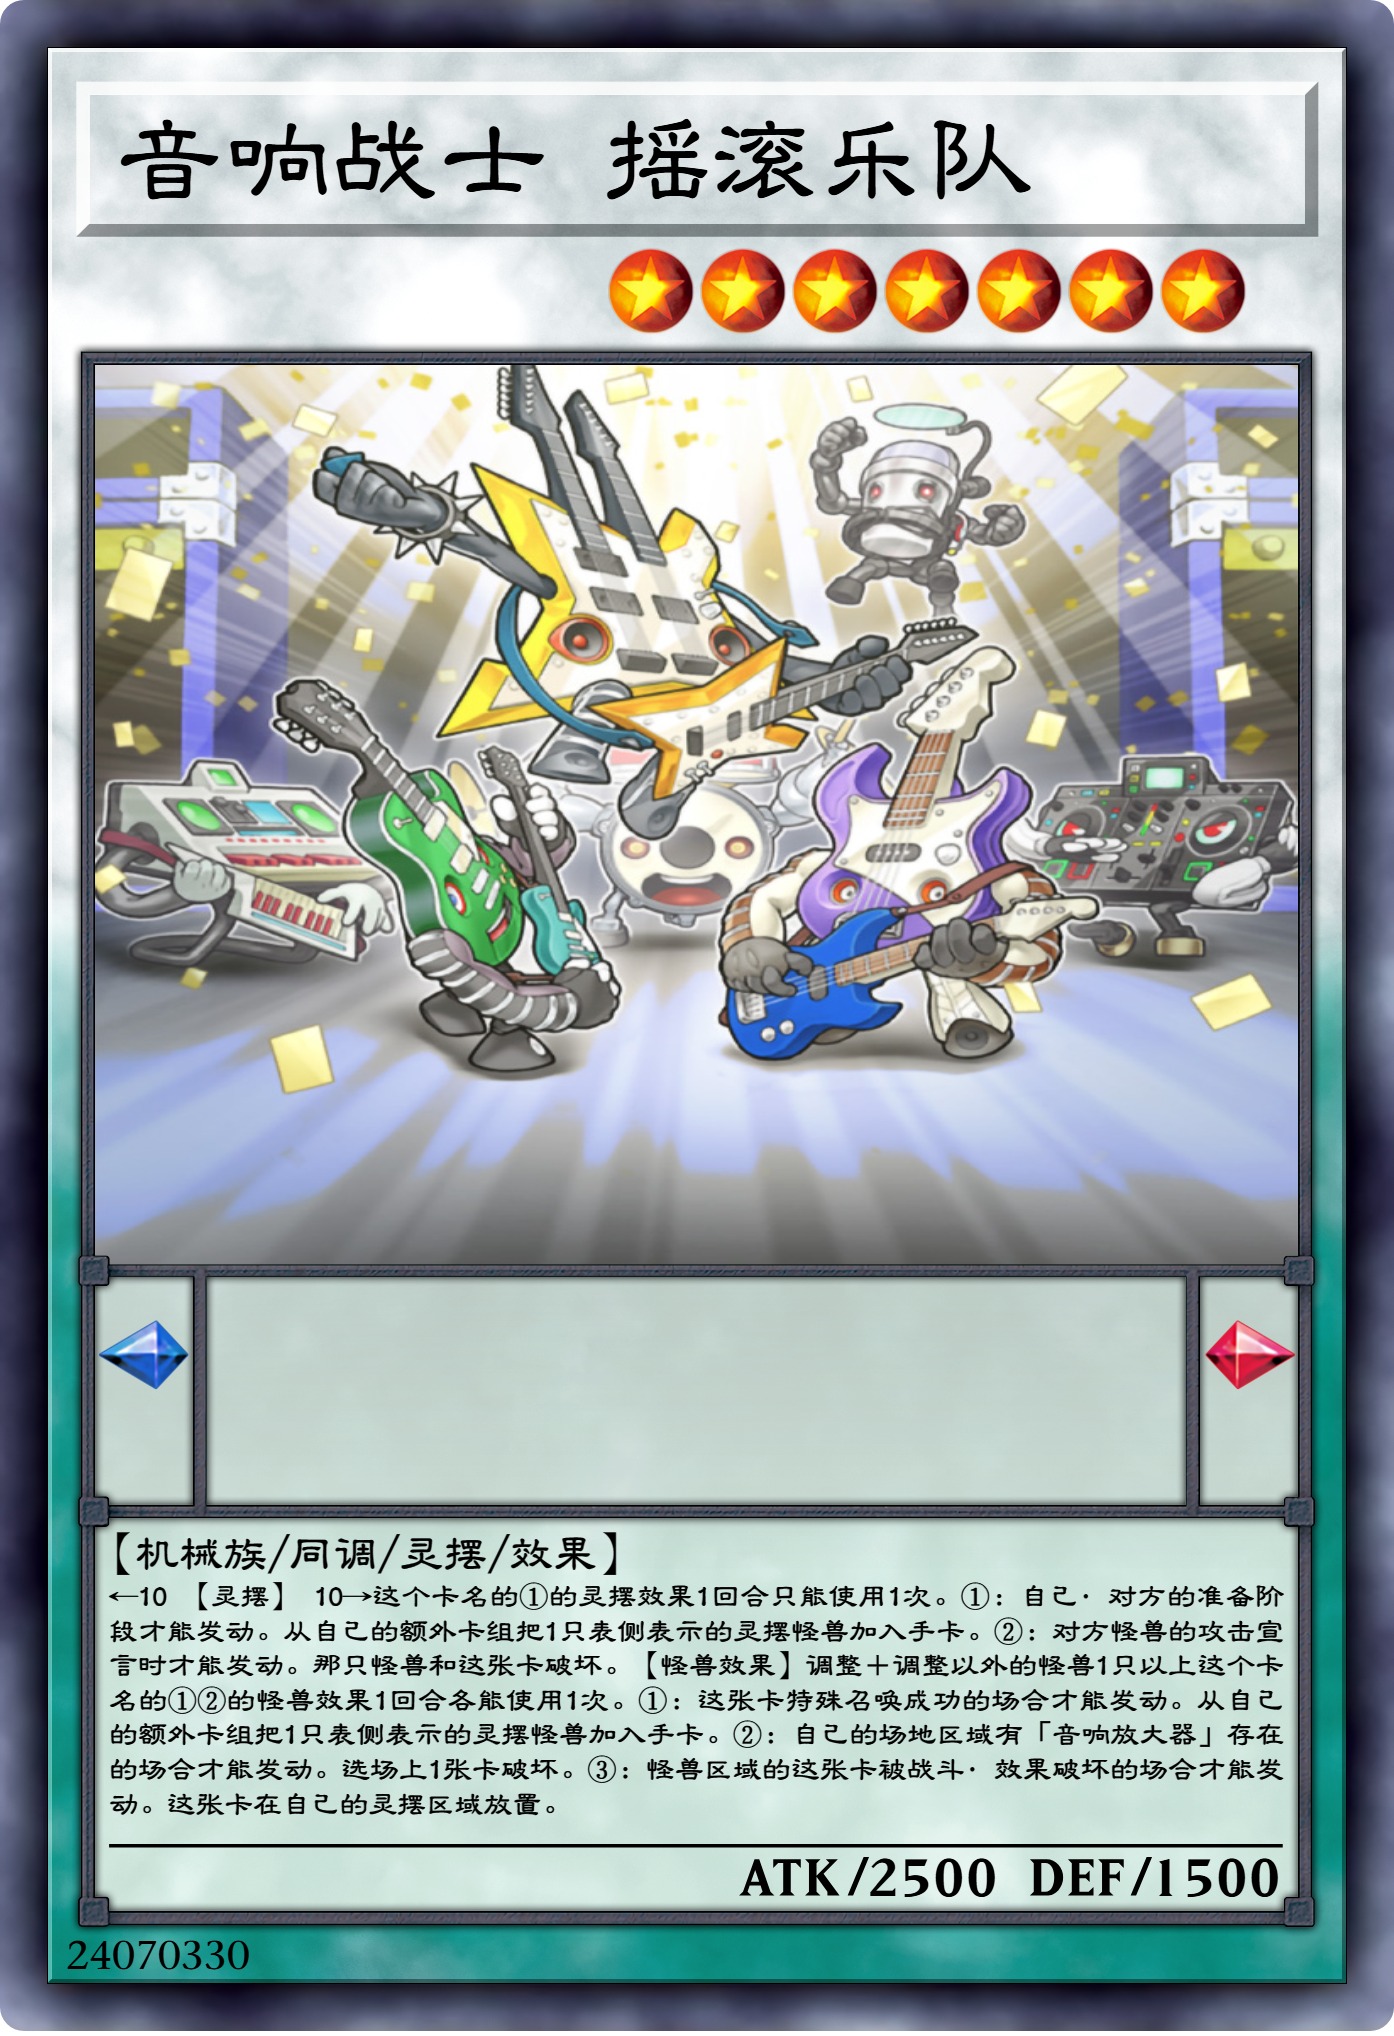 音响战士 摇滚乐队
【机械族/同调/灵摆/效果】
←10 【灵摆】 10→这个卡名的①的灵摆效果1回合只能使用1次。①：自己·对方的准备阶
段才能发动。从自己的额外卡组把1只表侧表示的灵摆怪兽加入手卡。②：对方怪兽的攻击宣
言时才能发动。那只怪兽和这张卡破坏。【怪兽效果】调整＋调整以外的怪兽1只以上这个卡
名的①②的怪兽效果1回合各能使用1次。①：这张卡特殊召唤成功的场合才能发动。从自己
的额外卡组把1只表侧表示的灵摆怪兽加入手卡。②：自己的场地区域有「音响放大器」存在
的场合才能发动。选场上1张卡破坏。③：怪兽区域的这张卡被战斗·效果破坏的场合才能发
动。这张卡在自己的灵摆区域放置。
ATK/2500 DEF/1500
24070330